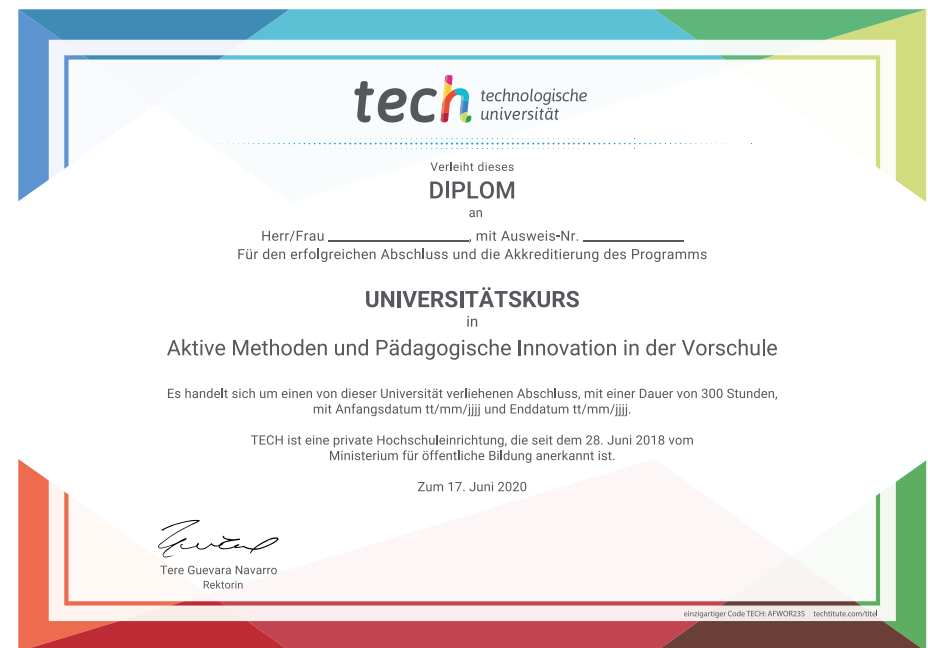 tech technologische
universität
Verleiht dieses
DIPLOM
an
Herr/Frau ____________, mit Ausweis-Nr. ____________
Für den erfolgreichen Abschluss und die Akkreditierung des Programms
UNIVERSITÄTSKURS
in
Aktive Methoden und Pädagogische Innovation in der Vorschule
Es handelt sich um einen von dieser Universität verliehenen Abschluss, mit einer Dauer von 300 Stunden,
mit Anfangsdatum tt/mm/jjjj und Enddatum tt/mm/jjjj.
TECH ist eine private Hochschuleinrichtung, die seit dem 28. Juni 2018 vom
Ministerium für öffentliche Bildung anerkannt ist.
Zum 17. Juni 2020
Tere Guevara Navarro
Rektorin
einzigartiger Code TECH: AFWOR23S techtitute.com/titel